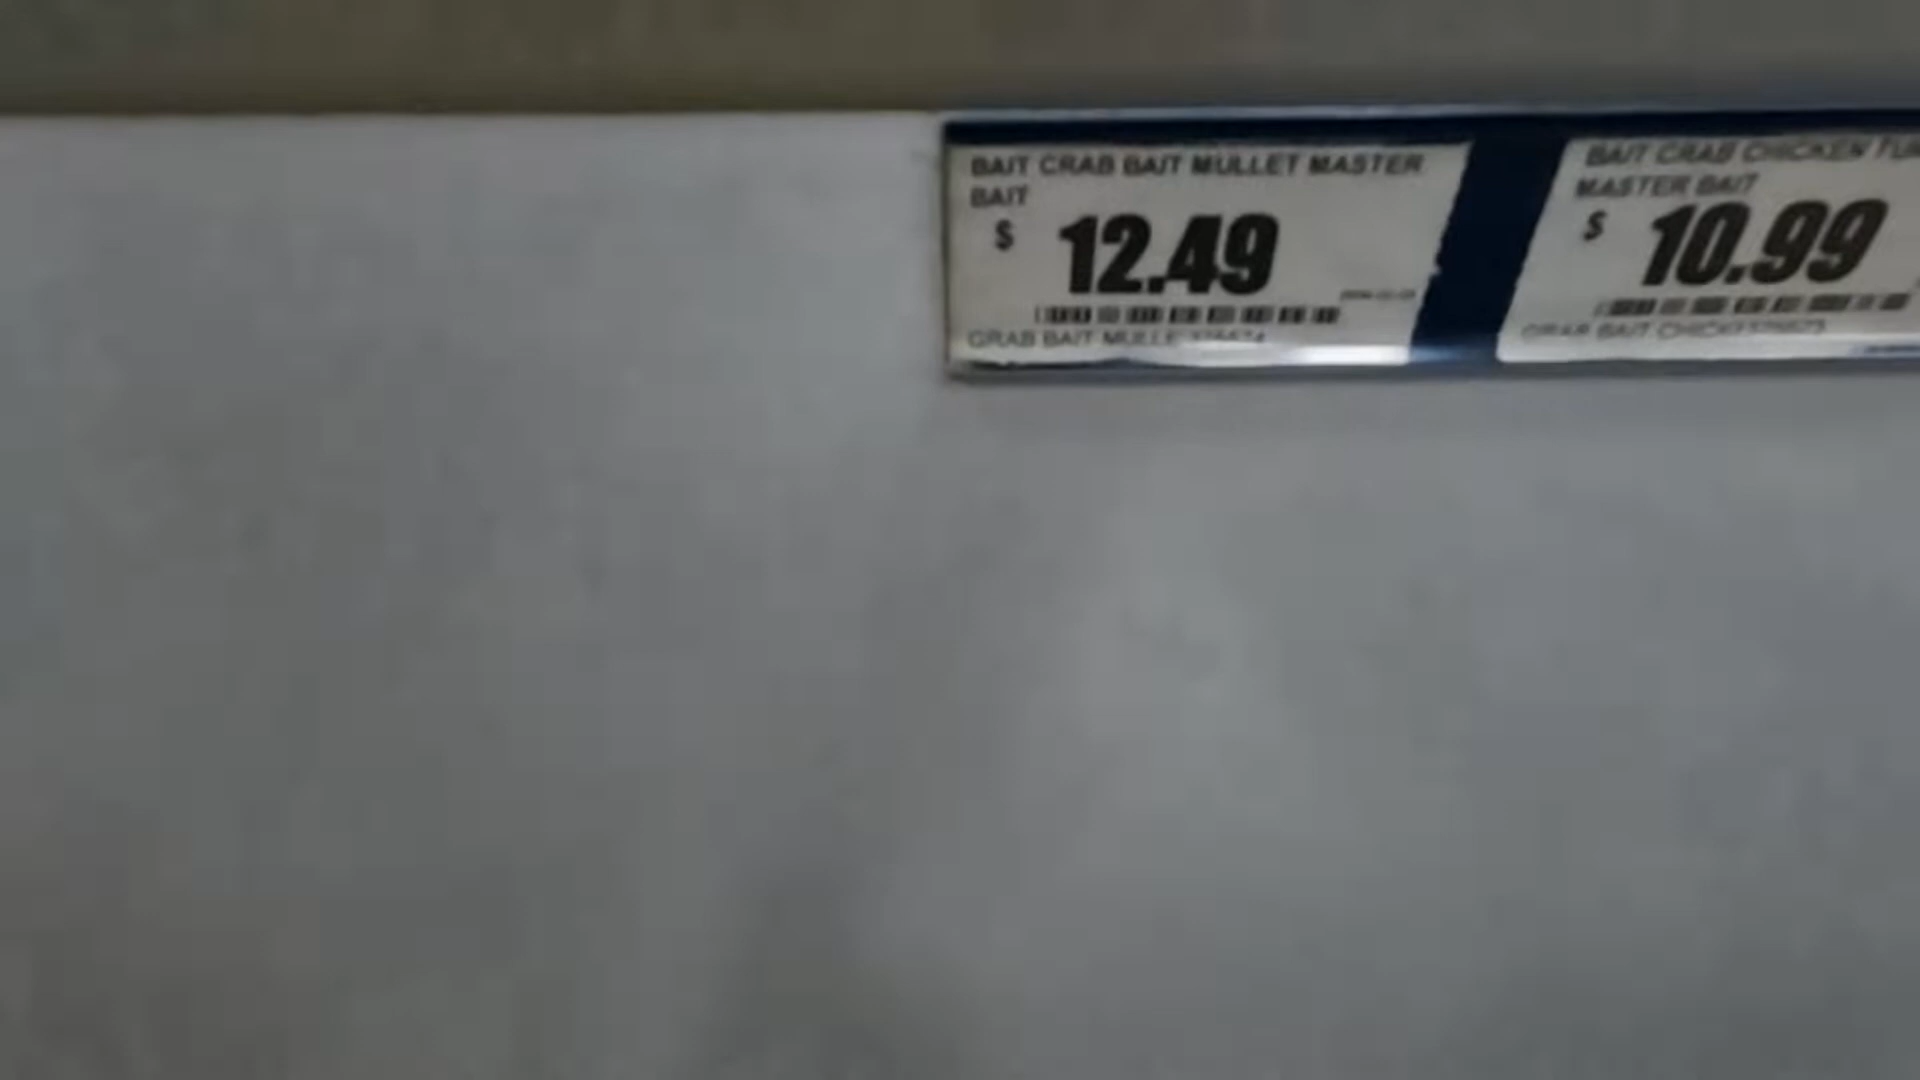 BAIT CRAB BAIT MULLET MASTER
BAIT
$ 12.49
CRAB BAIT MULLE
BAIT CRAB CHICKEN
MASTER BAIT
$ 10.99
CRAB BAIT